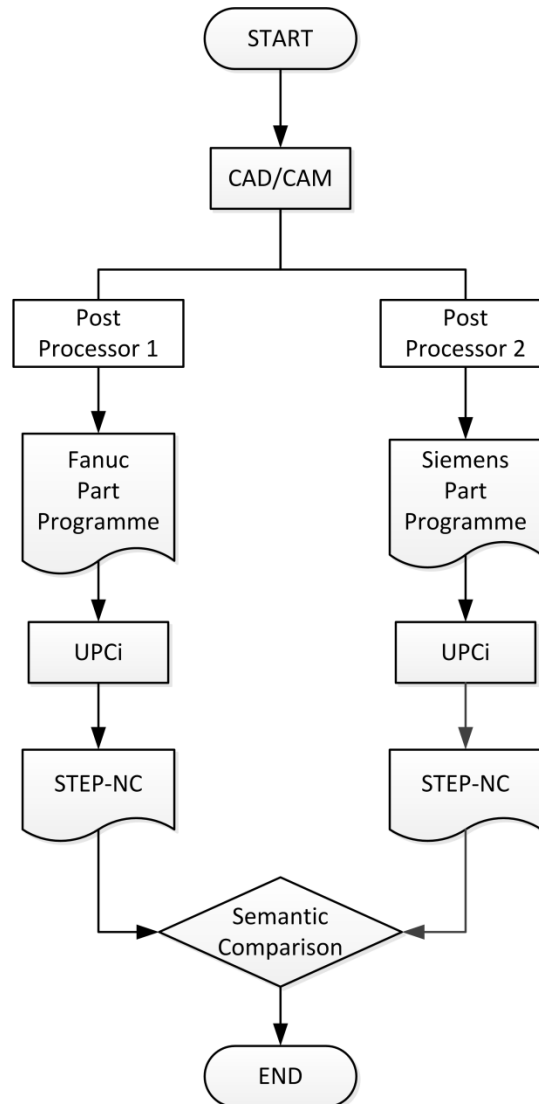 START
CAD/CAM
Post
Processor 1
Post
Processor 2
Fanuc
Part
Programme
Siemens
Part
Programme
UPCi
UPCi
STEP-NC
STEP-NC
Semantic
Comparison
END